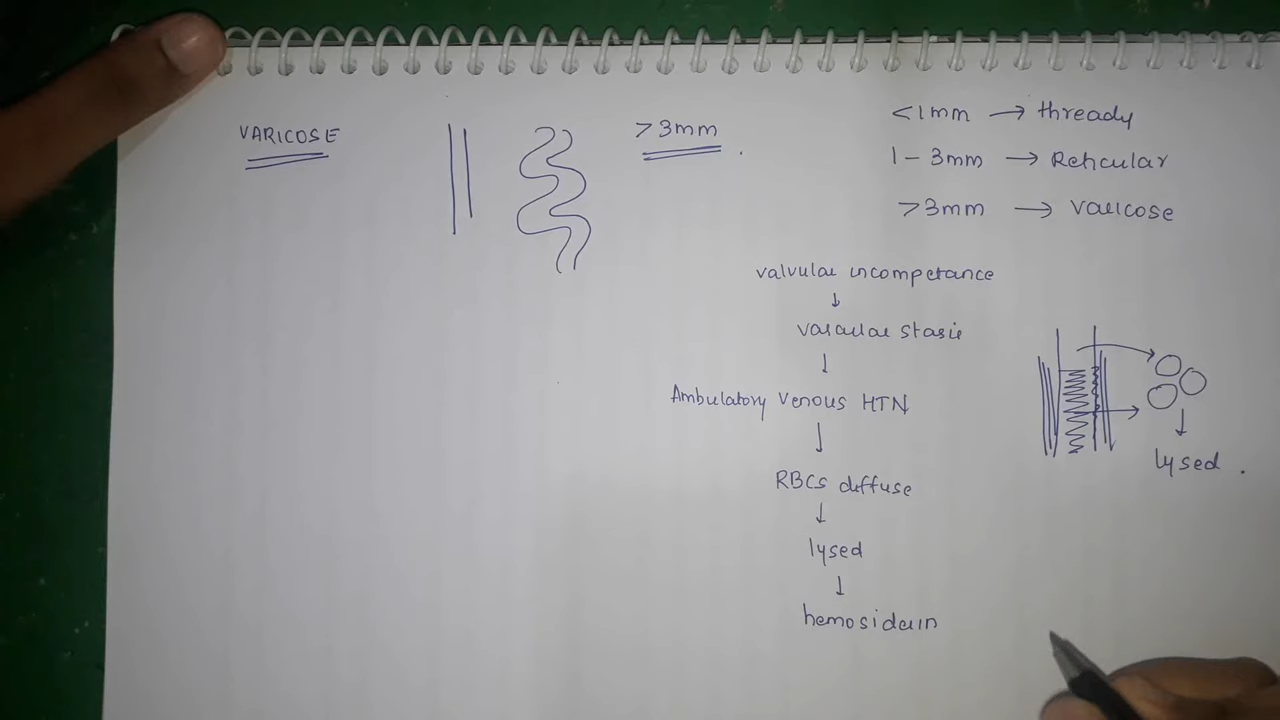 VARICOSE
>3mm .
<1mm → thready
1 - 3mm → Reticular
>3mm → Varicose
valvular incompetance
↓
vascular stasis
↓
Ambulatory Venous HTN
↓
RBCs diffuse
↓
lysed
↓
hemosiderin
↓
lysed .